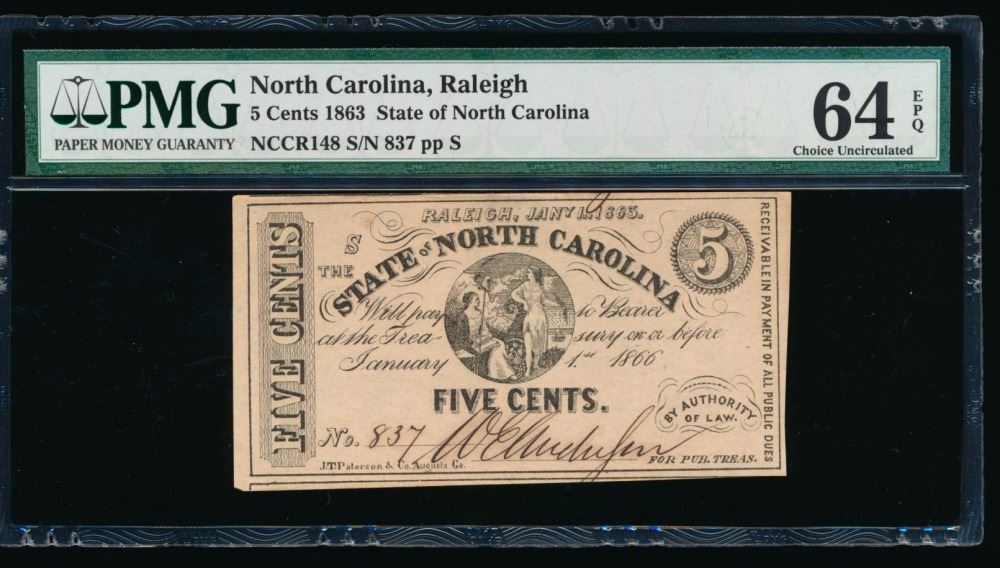 PMG
PAPER MONEY GUARANTY
North Carolina, Raleigh
5 Cents 1863 State of North Carolina
NCCR148 S/N 837 pp S
64
EPQ
Choice Uncirculated
RALEIGH, JANY 1, 1863.
S
THE STATE of NORTH CAROLINA
5
FIVE CENTS
Will pay to Bearer
at the Treasury on or before
January 1st 1866
FIVE CENTS.
BY AUTHORITY
OF LAW.
No. 837
FOR PUB. TREAS.
J.T. Paterson & Co. Augusta Ga.
RECEIVABLE IN PAYMENT OF ALL PUBLIC DUES